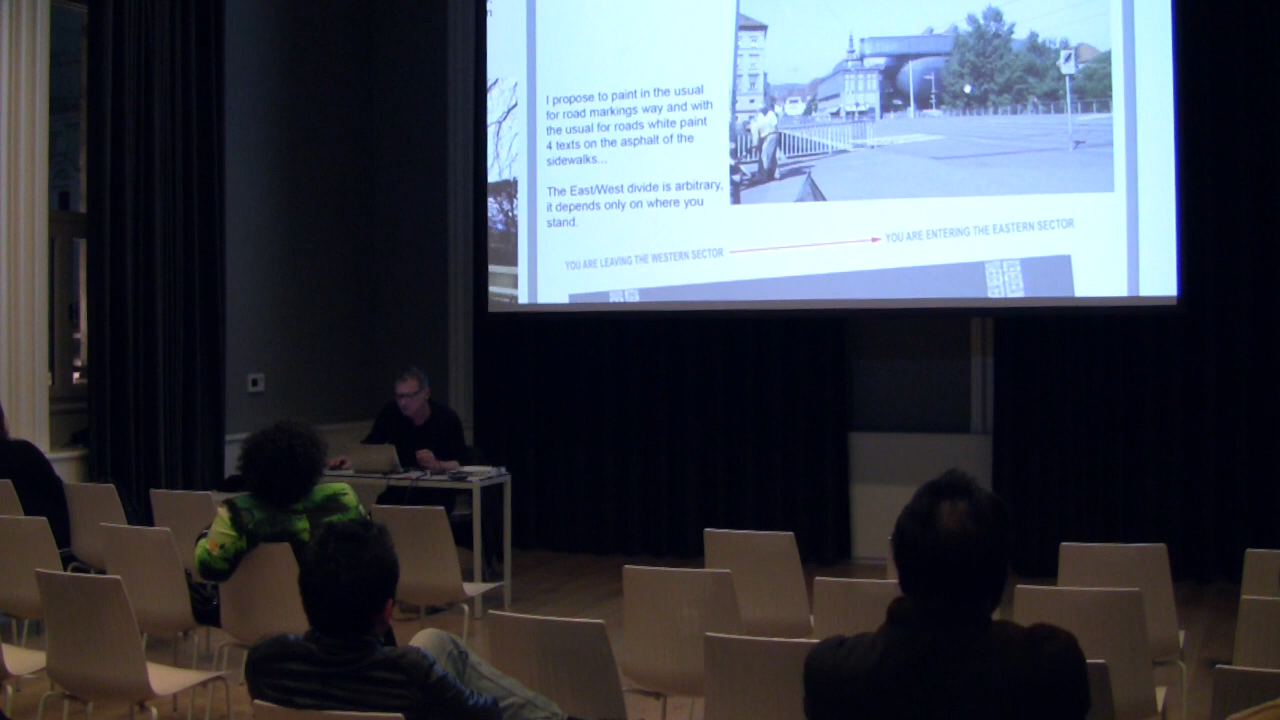 I propose to paint in the usual
for road markings way and with
the usual for roads white paint
4 texts on the asphalt of the
sidewalks...
The East/West divide is arbitrary,
it depends only on where you
stand.
YOU ARE LEAVING THE WESTERN SECTOR
YOU ARE ENTERING THE EASTERN SECTOR